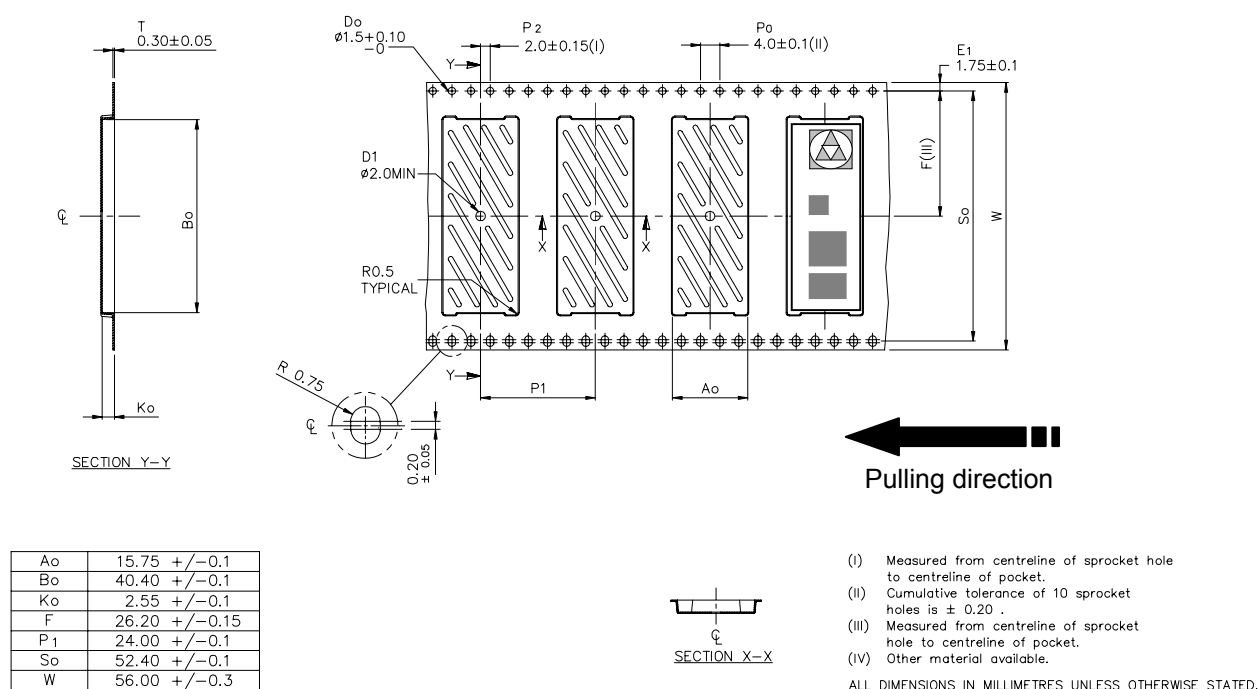 T
0.30±0.05
Do
ø1.5+0.10
-0
P2
2.0±0.15(I)
Po
4.0±0.1(II)
E1
1.75±0.1
Y
D1
ø2.0MIN
F(III)
So
W
℄
Bo
X
X
R0.5
TYPICAL
Y
P1
Ao
R 0.75
Ko
℄
0.20
± 0.05
SECTION Y-Y
Pulling direction
Ao 15.75 +/-0.1
Bo 40.40 +/-0.1
Ko 2.55 +/-0.1
F 26.20 +/-0.15
P1 24.00 +/-0.1
So 52.40 +/-0.1
W 56.00 +/-0.3
℄
SECTION X-X
(I) Measured from centreline of sprocket hole
to centreline of pocket.
(II) Cumulative tolerance of 10 sprocket
holes is ± 0.20 .
(III) Measured from centreline of sprocket
hole to centreline of pocket.
(IV) Other material available.
ALL DIMENSIONS IN MILLIMETRES UNLESS OTHERWISE STATED.